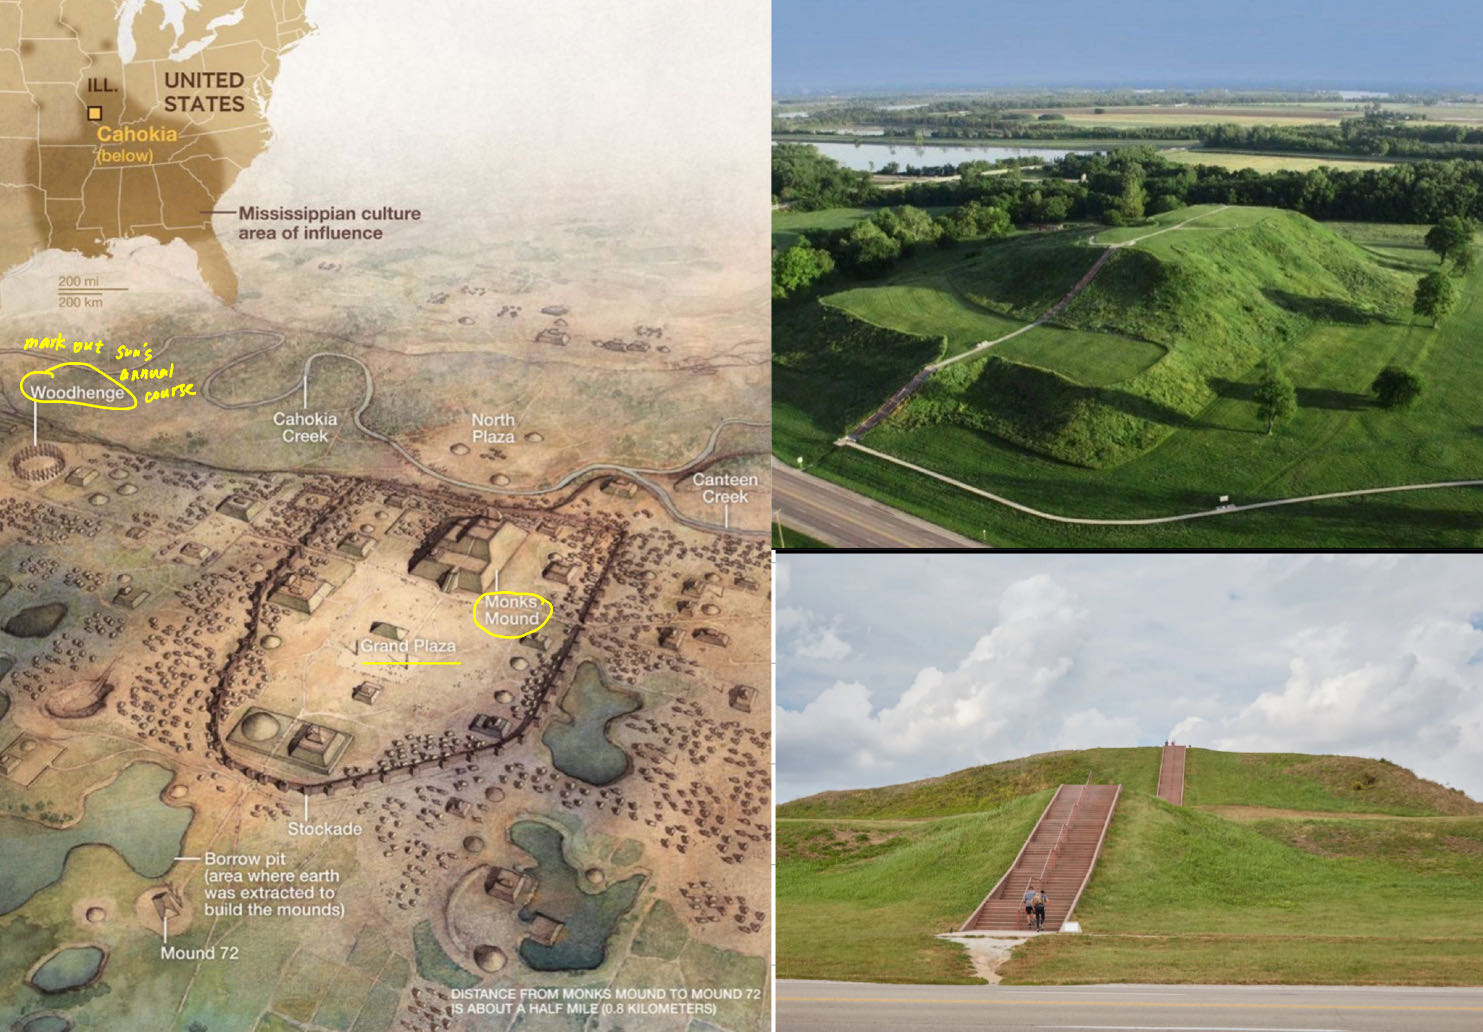 ILL.
UNITED
STATES
Cahokia
(below)
Mississippian culture
area of influence
200 mi
200 km
mark out sun's
annual
course
Woodhenge
Cahokia
Creek
North
Plaza
Canteen
Creek
Monks
Mound
Grand Plaza
Stockade
Borrow pit
(area where earth
was extracted to
build the mounds)
Mound 72
DISTANCE FROM MONKS MOUND TO MOUND 72
IS ABOUT A HALF MILE (0.8 KILOMETERS)